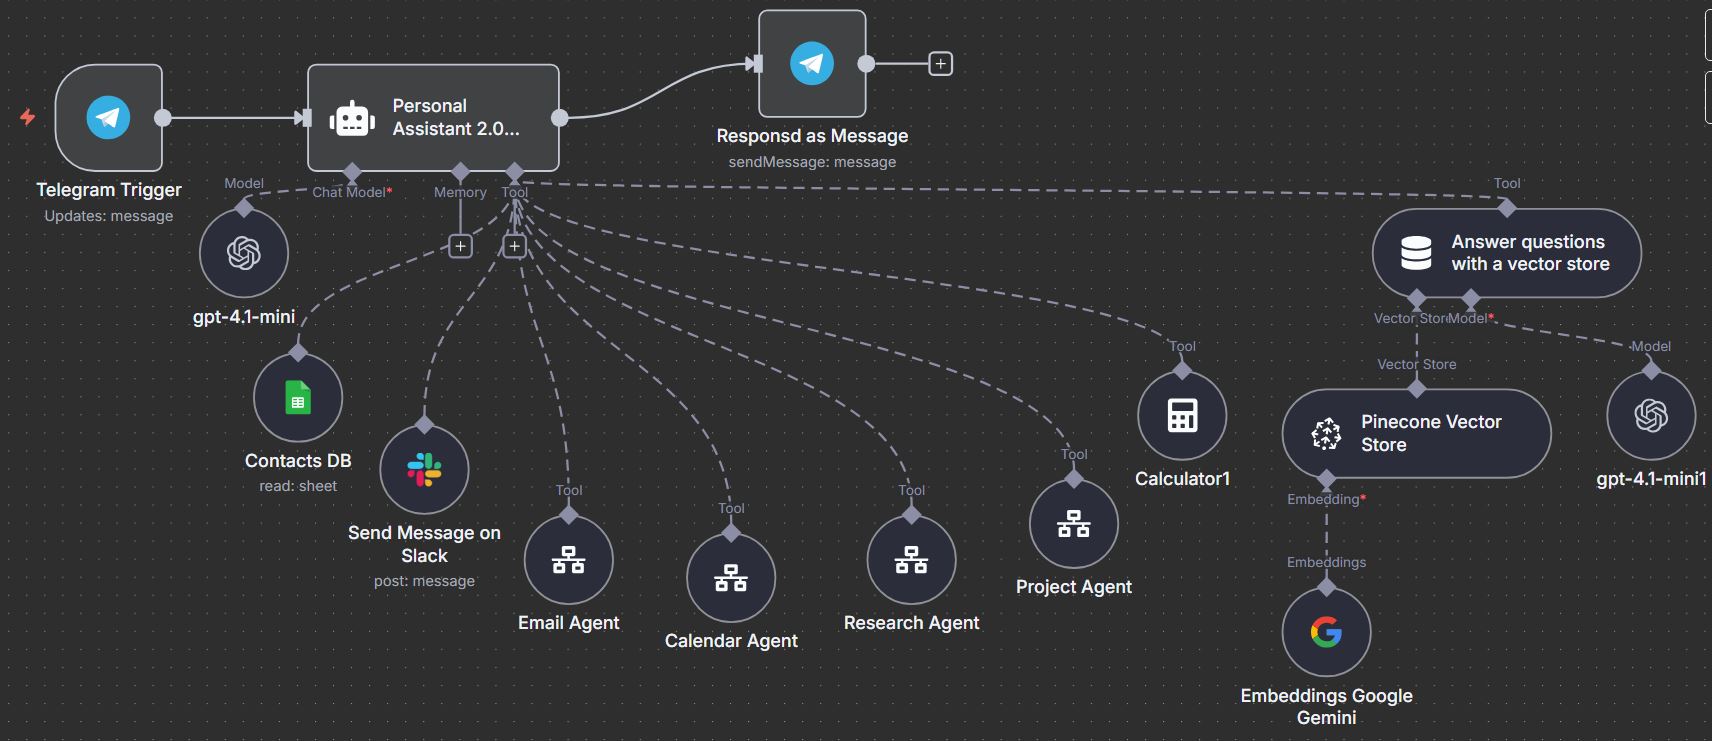 Personal
Assistant 2.0...
Responsd as Message
sendMessage: message
Telegram Trigger
Updates: message
Model
Chat Model*
Memory
Tool
Tool
gpt-4.1-mini
Answer questions
with a vector store
Vector Store
Model*
Vector Store
Model
Tool
Pinecone Vector
Store
gpt-4.1-mini1
Embedding*
Embeddings
Embeddings Google
Gemini
Calculator1
Tool
Project Agent
Tool
Research Agent
Tool
Calendar Agent
Tool
Email Agent
Contacts DB
read: sheet
Send Message on
Slack
post: message